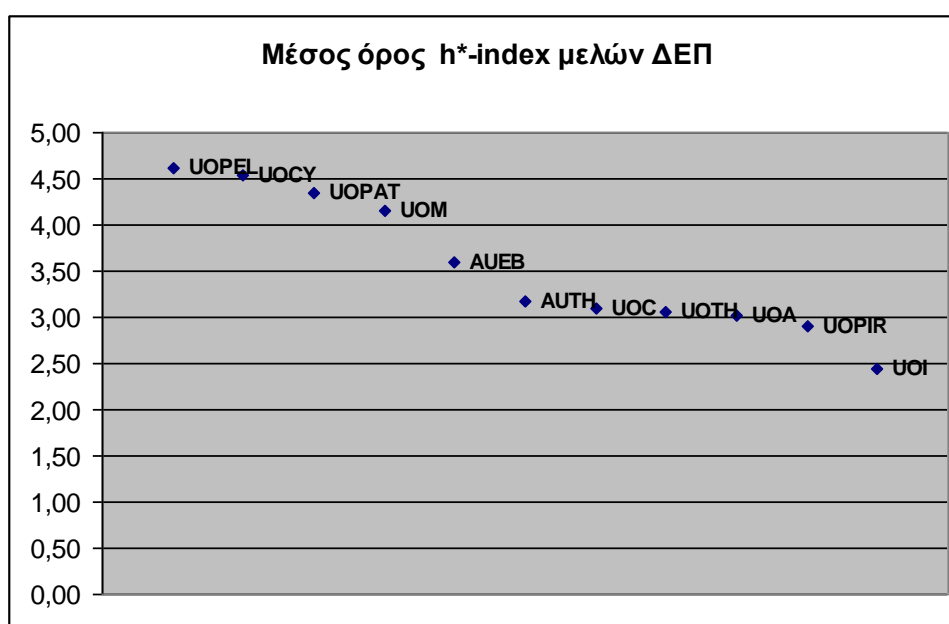 Μέσος όρος h*-index μελών ΔΕΠ
5,00
4,50
4,00
3,50
3,00
2,50
2,00
1,50
1,00
0,50
0,00
UOPEL
UOCY
UOPAT
UOM
AUEB
AUTH
UOC
UOTH
UOA
UOPIR
UOI